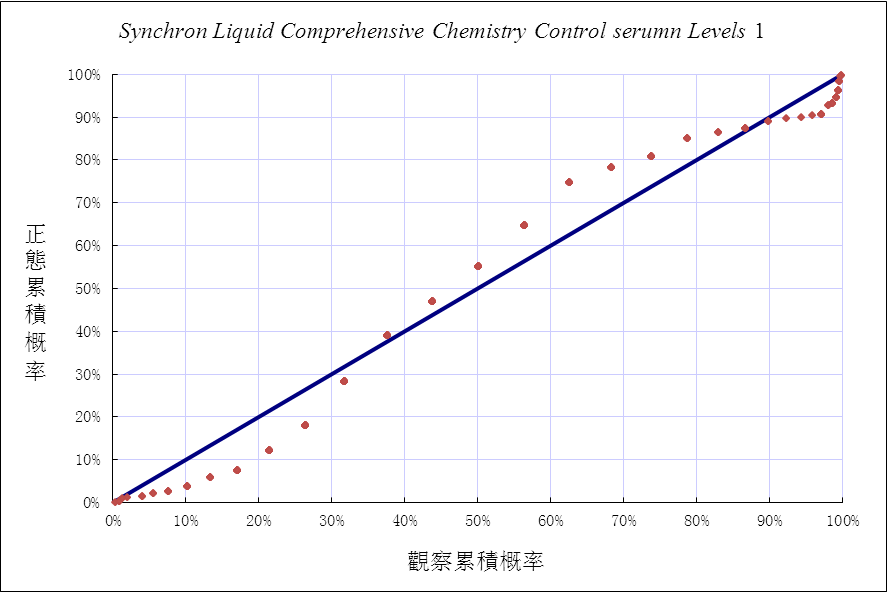 Synchron Liquid Comprehensive Chemistry Control serumn Levels 1
100%
90%
80%
70%
60%
50%
40%
30%
20%
10%
0%
正態累積概率
0% 10% 20% 30% 40% 50% 60% 70% 80% 90% 100%
觀察累積概率